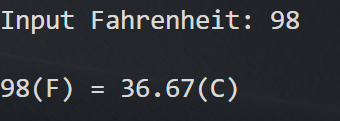 Input Fahrenheit: 98
98(F) = 36.67(C)